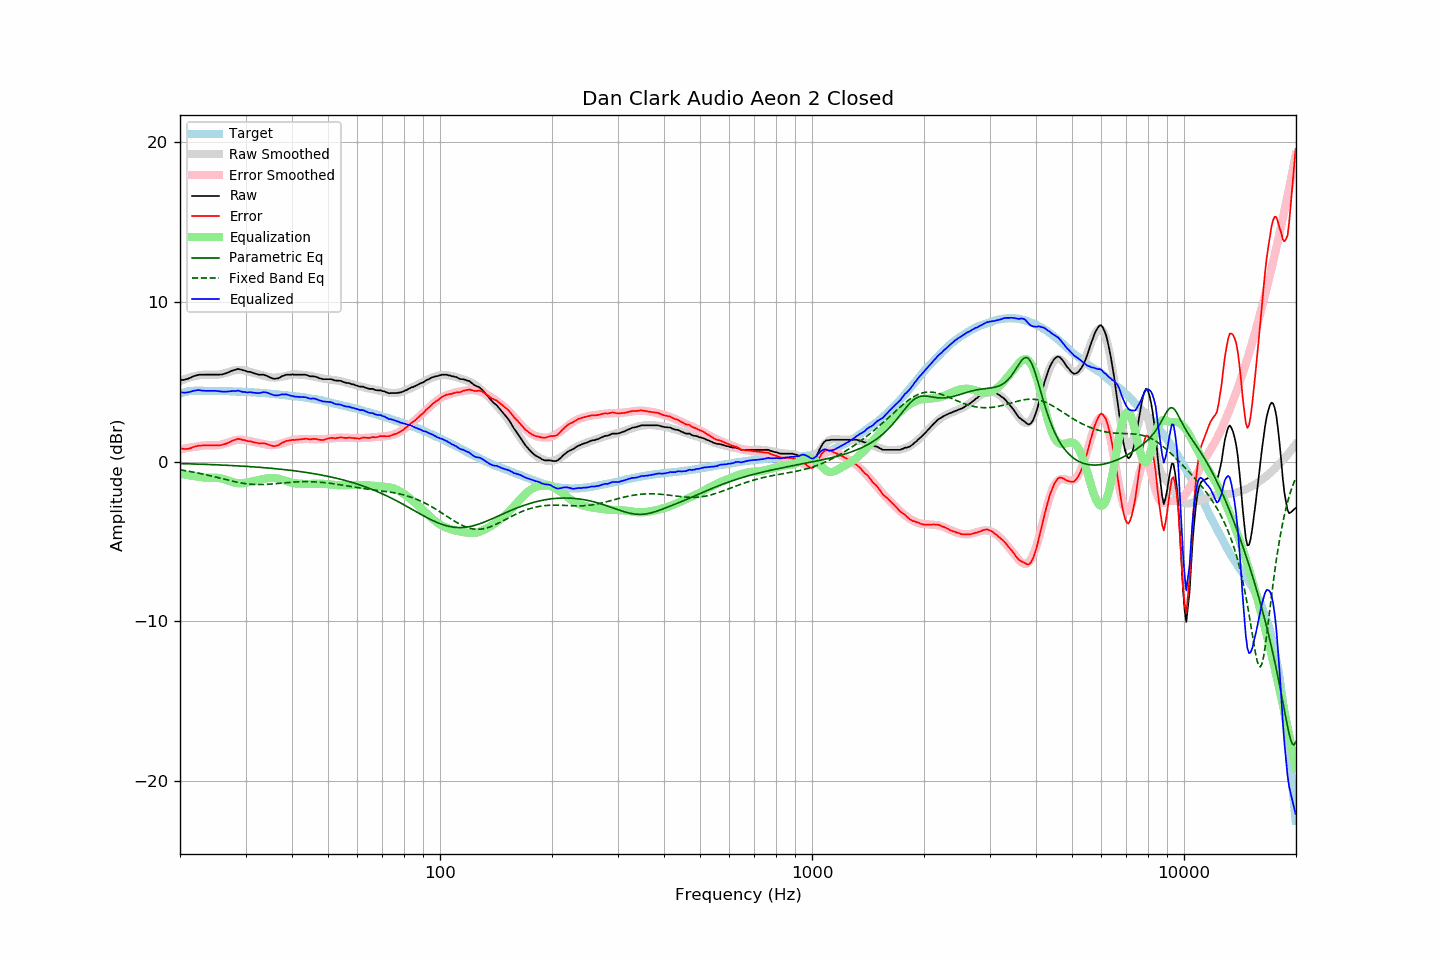 Dan Clark Audio Aeon 2 Closed
Target
Raw Smoothed
Error Smoothed
Raw
Error
Equalization
Parametric Eq
Fixed Band Eq
Equalized
20
10
0
−10
−20
Amplitude (dBr)
100
1000
10000
Frequency (Hz)